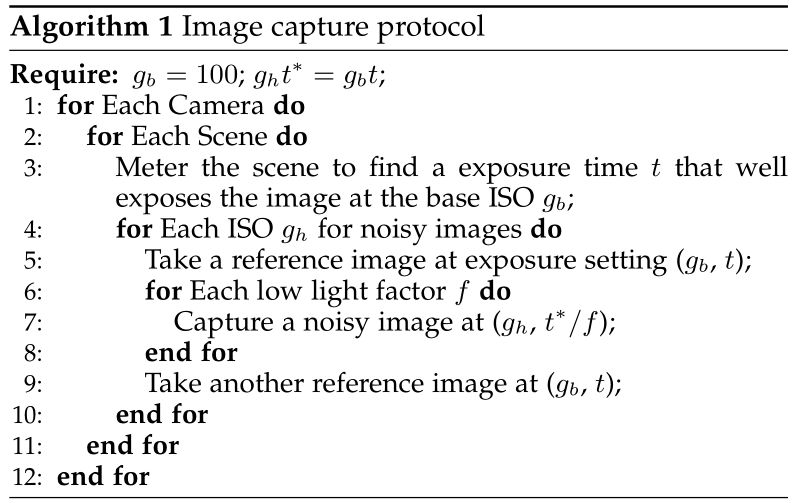 Algorithm 1 Image capture protocol
Require: g_b = 100; g_h t* = g_b t;
1: for Each Camera do
2: for Each Scene do
3: Meter the scene to find a exposure time t that well
exposes the image at the base ISO g_b;
4: for Each ISO g_h for noisy images do
5: Take a reference image at exposure setting (g_b, t);
6: for Each low light factor f do
7: Capture a noisy image at (g_h, t*/f);
8: end for
9: Take another reference image at (g_b, t);
10: end for
11: end for
12: end for